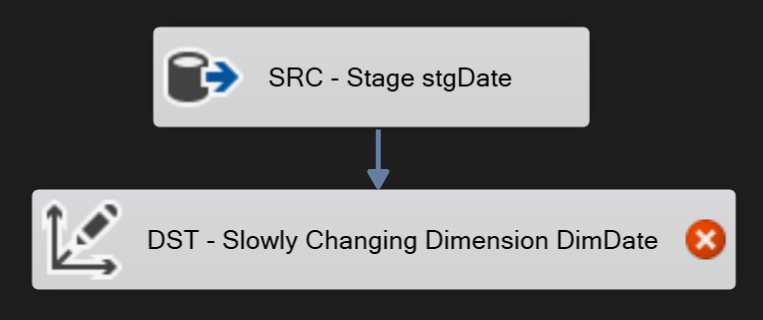 SRC - Stage stgDate
DST - Slowly Changing Dimension DimDate